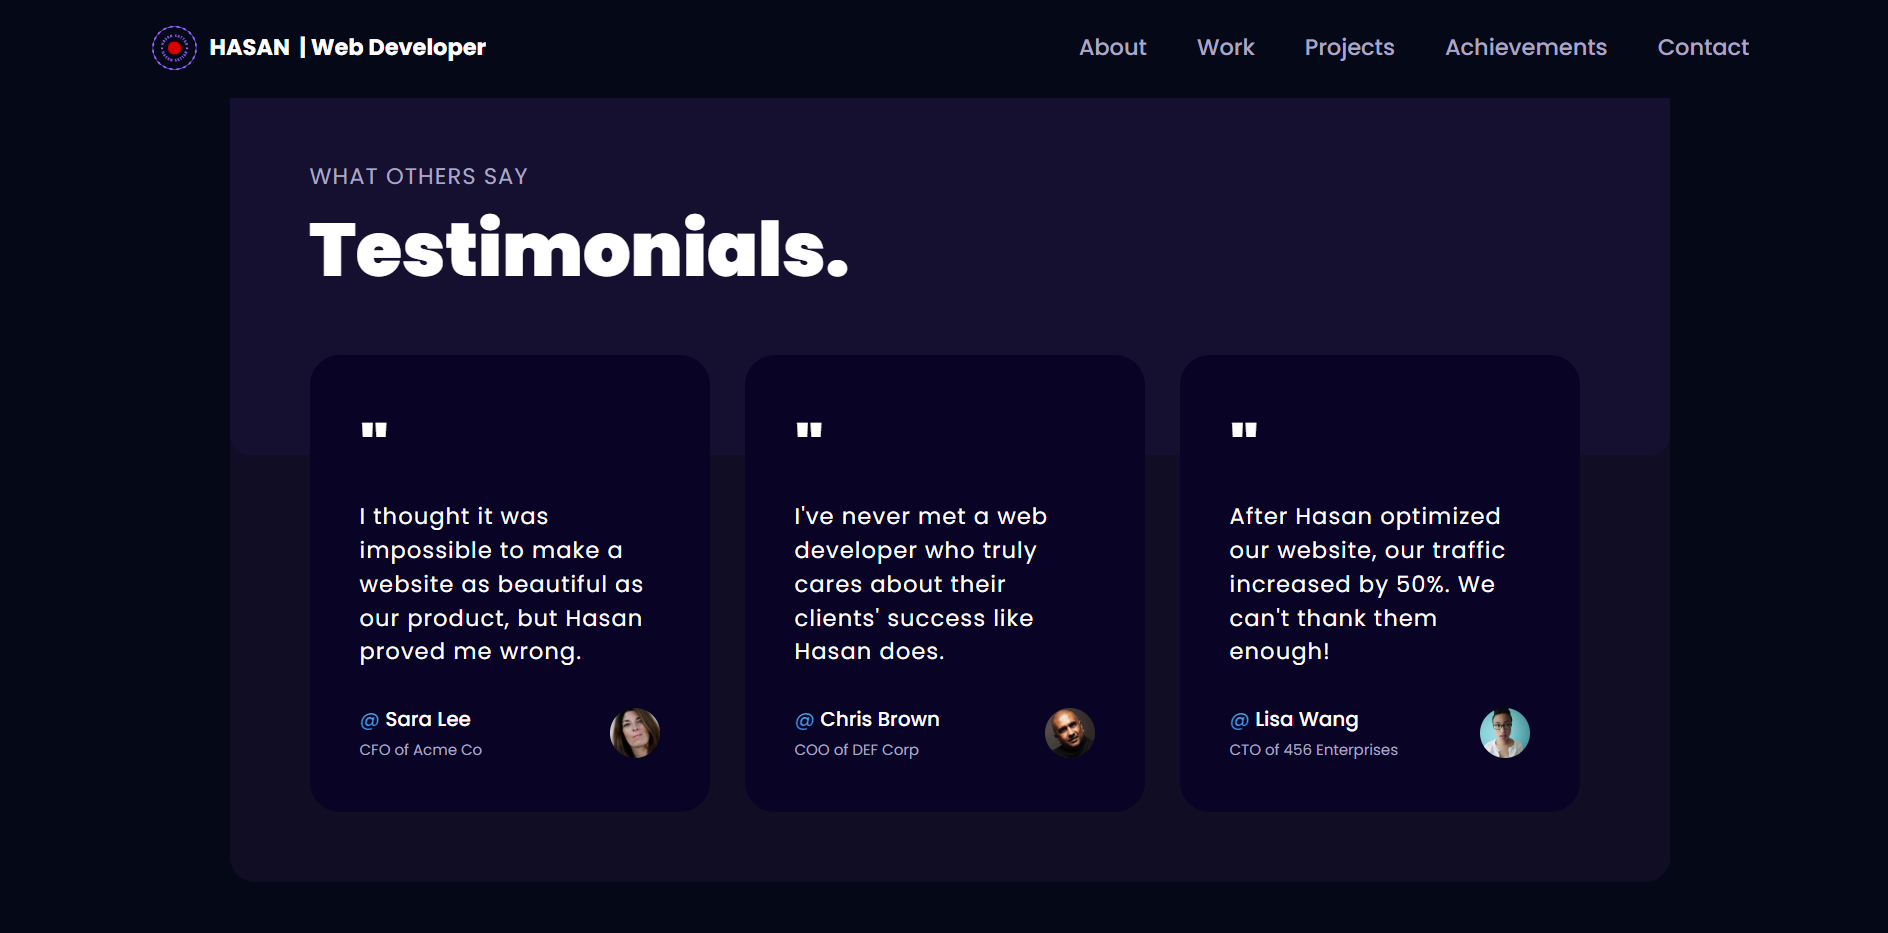 HASAN | Web Developer
About Work Projects Achievements Contact
WHAT OTHERS SAY
Testimonials.
"
I thought it was
impossible to make a
website as beautiful as
our product, but Hasan
proved me wrong.
@ Sara Lee
CFO of Acme Co
"
I've never met a web
developer who truly
cares about their
clients' success like
Hasan does.
@ Chris Brown
COO of DEF Corp
"
After Hasan optimized
our website, our traffic
increased by 50%. We
can't thank them
enough!
@ Lisa Wang
CTO of 456 Enterprises